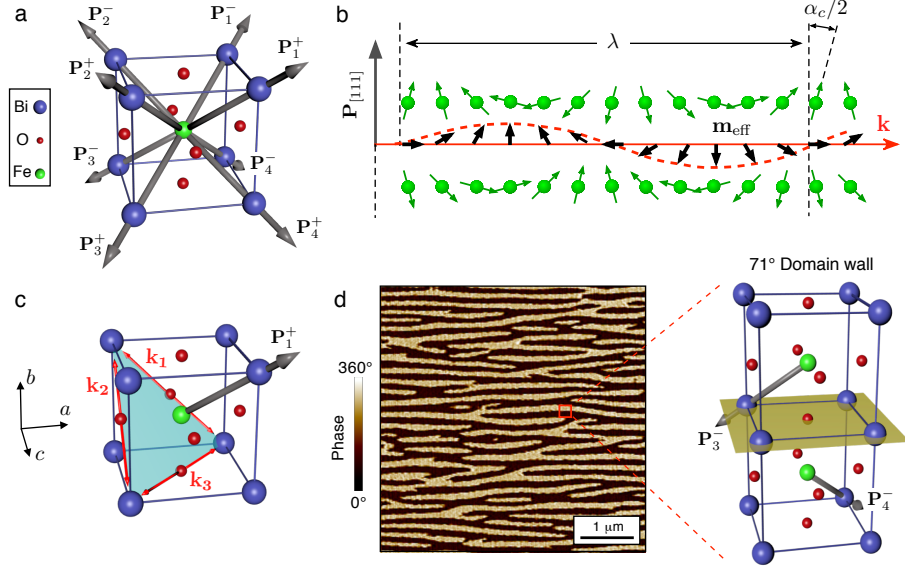 a
P₂⁻
P₁⁻
P₂⁺
P₁⁺
Bi
O
Fe
P₃⁻
P₄⁻
P₃⁺
P₄⁺
b
α_c/2
λ
P_[111]
m_eff
k
c
P₁⁺
k₁
k₂
k₃
b
a
c
d
360°
Phase
0°
1 μm
71° Domain wall
P₃⁻
P₄⁻